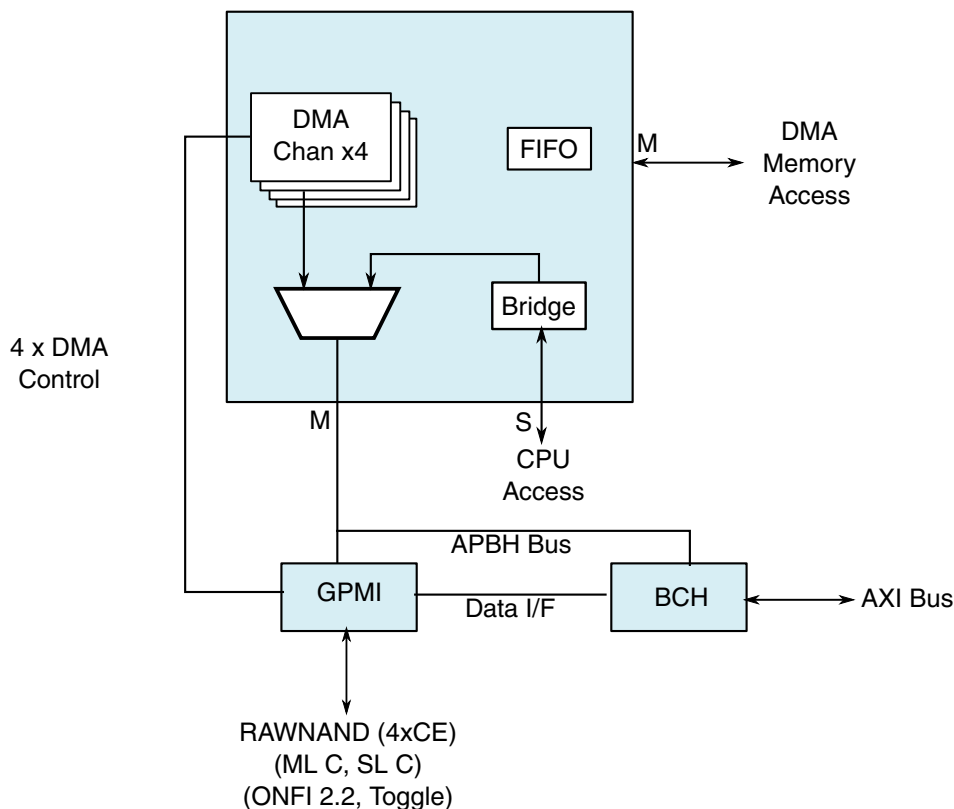 DMA
Chan x4
FIFO
M
DMA
Memory
Access
Bridge
4 x DMA
Control
M
S
CPU
Access
APBH Bus
GPMI
Data I/F
BCH
AXI Bus
RAWNAND (4xCE)
(ML C, SL C)
(ONFI 2.2, Toggle)